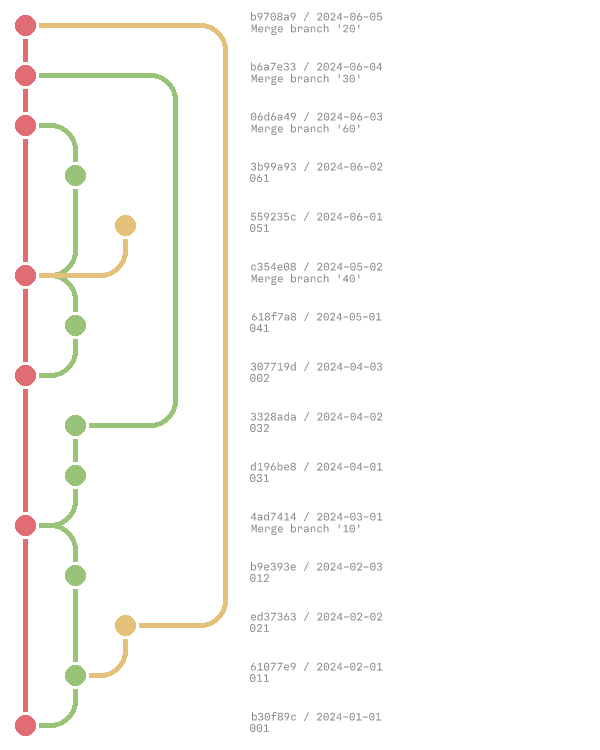 b9708a9 / 2024-06-05
Merge branch '20'
b6a7e33 / 2024-06-04
Merge branch '30'
06d6a49 / 2024-06-03
Merge branch '60'
3b99a93 / 2024-06-02
061
559235c / 2024-06-01
051
c354e08 / 2024-05-02
Merge branch '40'
618f7a8 / 2024-05-01
041
307719d / 2024-04-03
002
3328ada / 2024-04-02
032
d196be8 / 2024-04-01
031
4ad7414 / 2024-03-01
Merge branch '10'
b9e393e / 2024-02-03
012
ed37363 / 2024-02-02
021
61077e9 / 2024-02-01
011
b30f89c / 2024-01-01
001